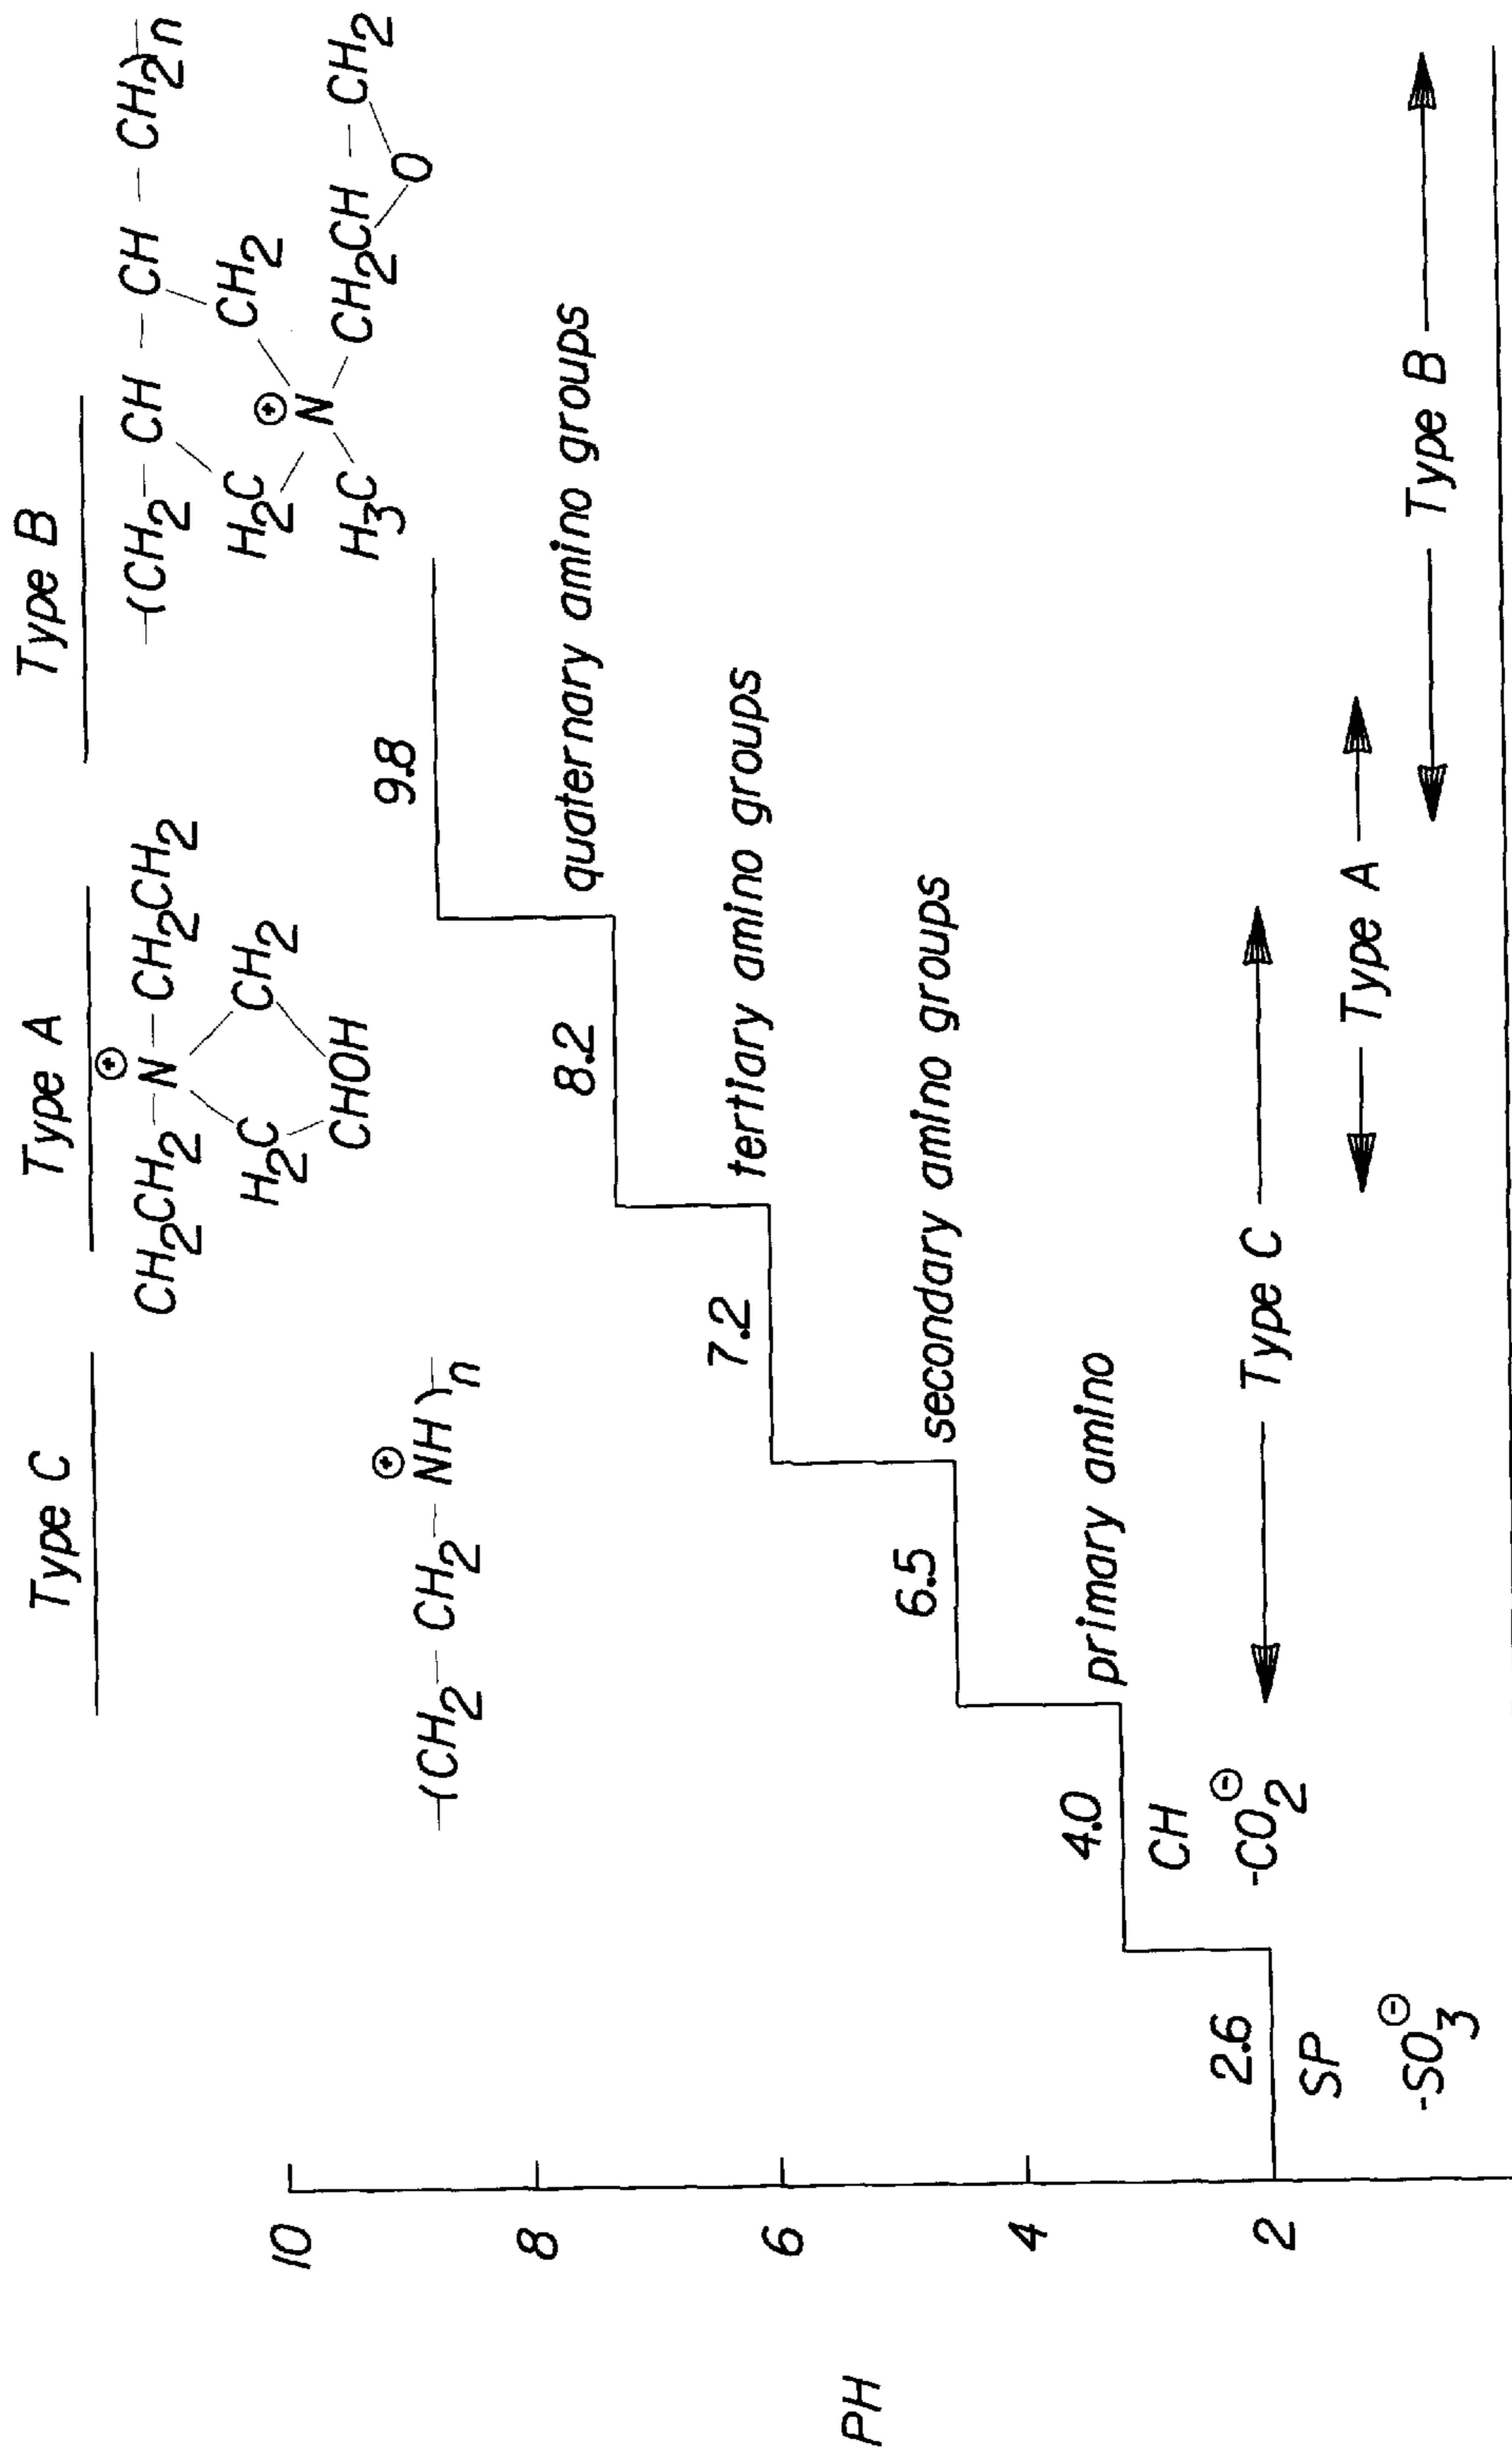 Type C
Type A
Type B
⊕
CH2CH2 — N — CH2CH2
H2C CH2
CHOH
—(CH2 — CH — CH — CH2)n
H2C CH2
⊕
N
H3C CH2CH — CH2
O
⊕
—(CH2 — CH2 — NH)n
PH
10
8
6
4
2
9.8
quaternary amino groups
8.2
tertiary amino groups
7.2
secondary amino groups
6.5
primary amino
4.0
CH
-CO2⊖
2.6
SP
-SO3⊖
Type C
Type A
Type B